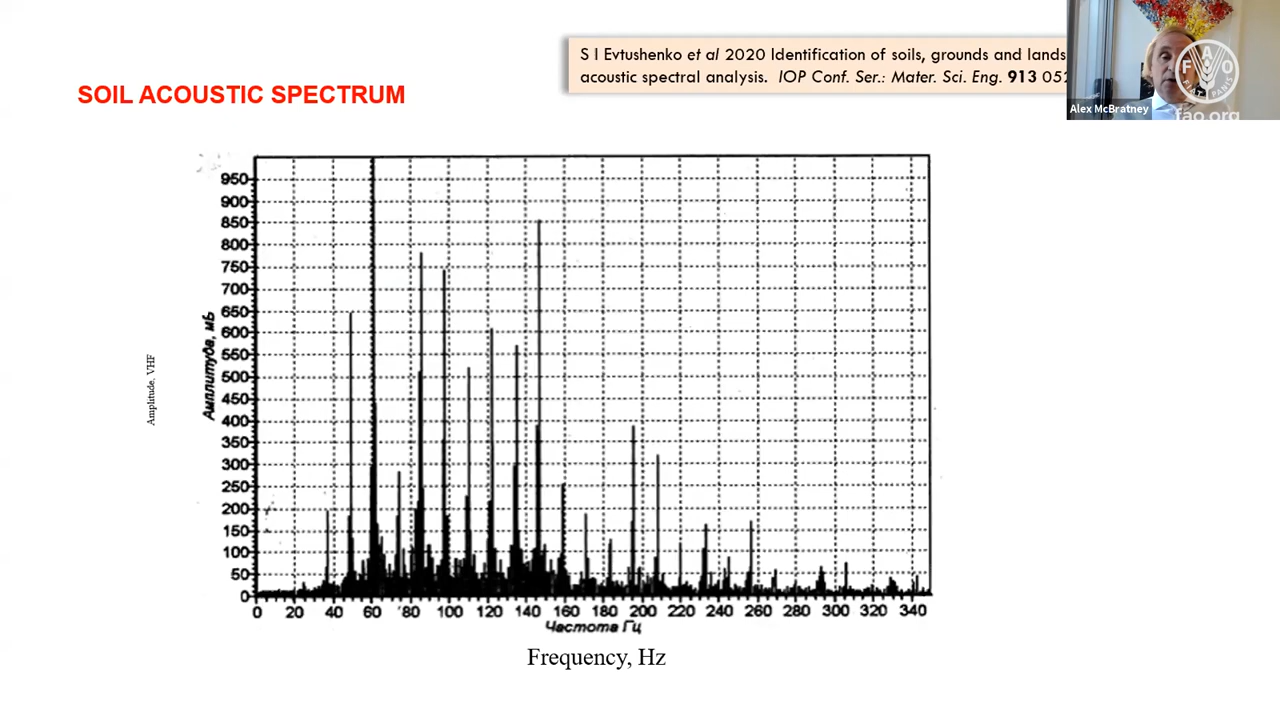 S I Evtushenko et al 2020 Identification of soils, grounds and lands
acoustic spectral analysis. IOP Conf. Ser.: Mater. Sci. Eng. 913
SOIL ACOUSTIC SPECTRUM
Alex McBratney
FAO
FIAT PANIS
fao.org
950
900
850
800
750
700
650
600
550
500
450
400
350
300
250
200
150
100
50
0
Амплитуда, мБ
Amplitude, VHF
0 20 40 60 80 100 120 140 160 180 200 220 240 260 280 300 320 340
Частота Гц
Frequency, Hz